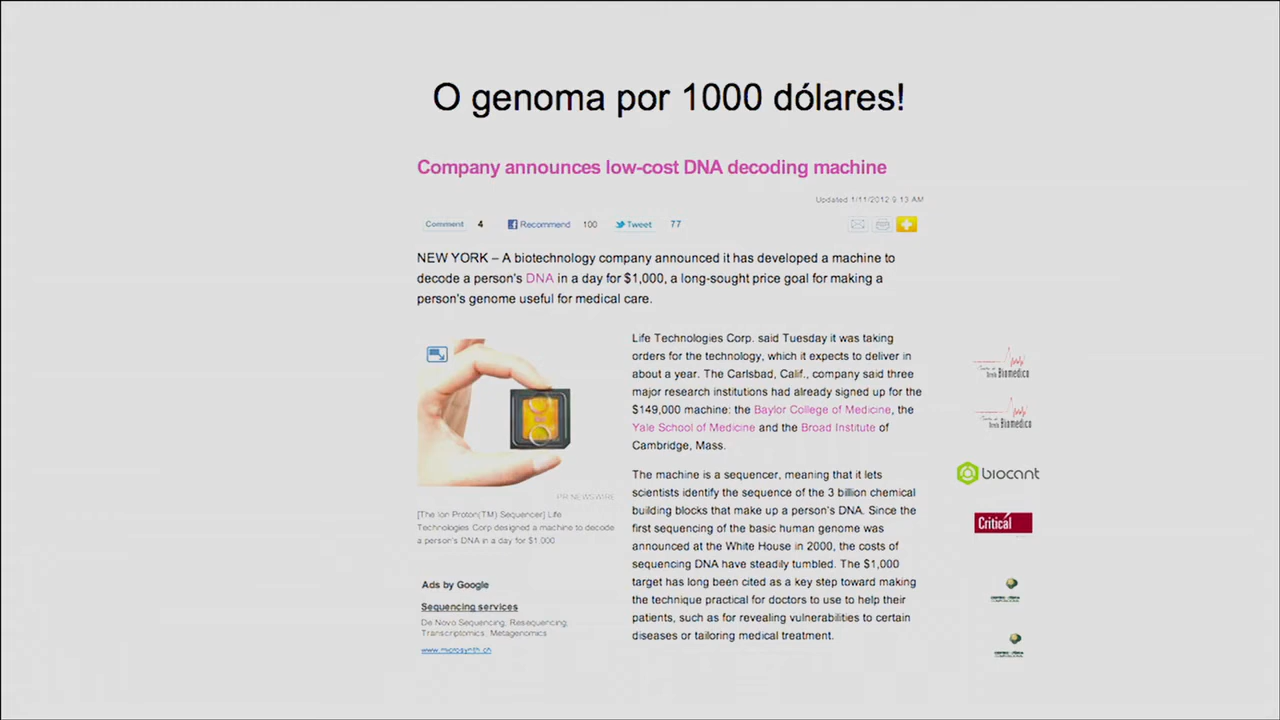 O genoma por 1000 dólares!
Company announces low-cost DNA decoding machine
Updated 1/11/2012 9:13 AM
Comment 4 Recommend 100 Tweet 77
NEW YORK – A biotechnology company announced it has developed a machine to
decode a person's DNA in a day for $1,000, a long-sought price goal for making a
person's genome useful for medical care.
Life Technologies Corp. said Tuesday it was taking
orders for the technology, which it expects to deliver in
about a year. The Carlsbad, Calif., company said three
major research institutions had already signed up for the
$149,000 machine: the Baylor College of Medicine, the
Yale School of Medicine and the Broad Institute of
Cambridge, Mass.
The machine is a sequencer, meaning that it lets
scientists identify the sequence of the 3 billion chemical
building blocks that make up a person's DNA. Since the
first sequencing of the basic human genome was
announced at the White House in 2000, the costs of
sequencing DNA have steadily tumbled. The $1,000
target has long been cited as a key step toward making
the technique practical for doctors to use to help their
patients, such as for revealing vulnerabilities to certain
diseases or tailoring medical treatment.
PR NEWSWIRE
[The Ion Proton(TM) Sequencer] Life
Technologies Corp designed a machine to decode
a person's DNA in a day for $1 000
Ads by Google
Sequencing services
De Novo Sequencing, Resequencing,
Transcriptomics, Metagenomics
www.microsynth.ch
Biomedico
Biomedico
biocant
Critical